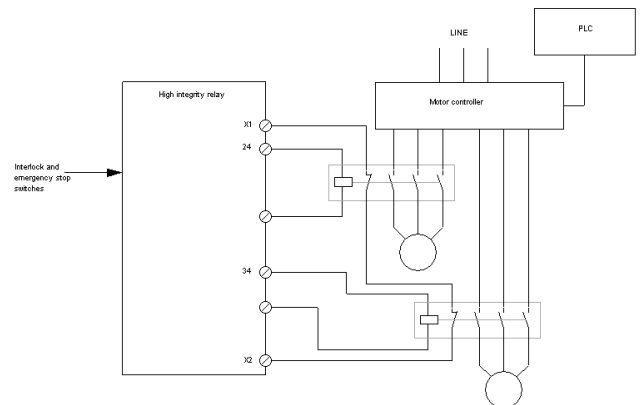 LINE
PLC
High integrity relay
Motor controller
X1
24
Interlock and
emergency stop
switches
34
X2